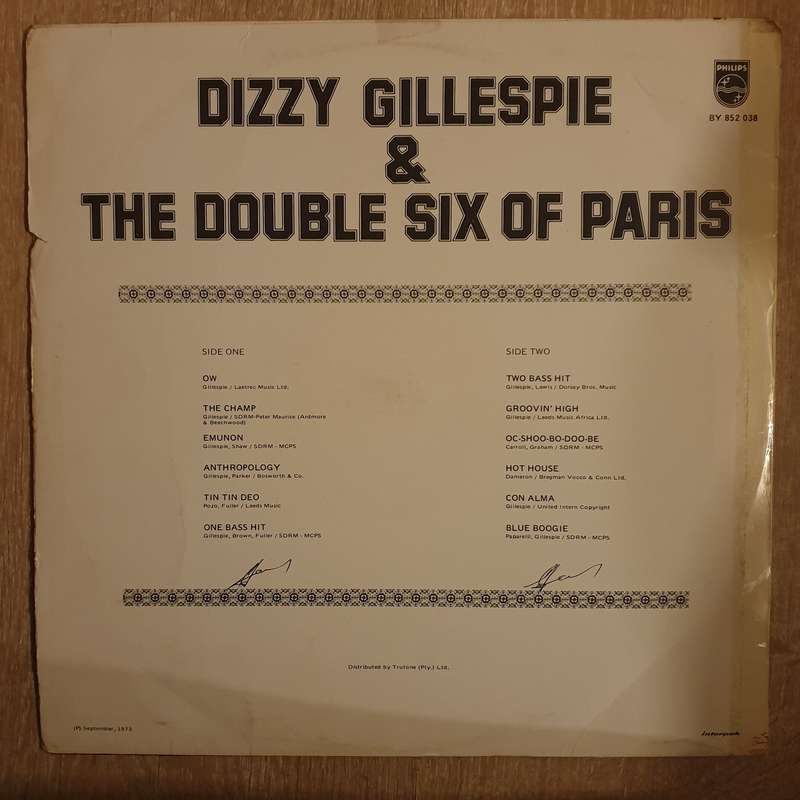 DIZZY GILLESPIE
&
THE DOUBLE SIX OF PARIS
PHILIPS
BY 852 038
SIDE ONE
OW
Gillespie / Laetrec Music Ltd.
THE CHAMP
Gillespie / SDRM-Peter Maurice (Ardmore
& Beechwood)
EMUNON
Gillespie, Shaw / SDRM - MCPS
ANTHROPOLOGY
Gillespie, Parker / Bosworth & Co.
TIN TIN DEO
Pozo, Fuller / Leeds Music
ONE BASS HIT
Gillespie, Brown, Fuller / SDRM - MCPS
SIDE TWO
TWO BASS HIT
Gillespie, Lewis / Dorsey Bros. Music
GROOVIN' HIGH
Gillespie / Leeds Music Africa Ltd.
OC-SHOO-BO-DOO-BE
Carroll, Graham / SDRM - MCPS
HOT HOUSE
Dameron / Bregman Vocco & Conn Ltd.
CON ALMA
Gillespie / United Intern Copyright
BLUE BOOGIE
Paparelli, Gillespie / SDRM - MCPS
Distributed by Trutone (Pty.) Ltd.
(P) September, 1973
interpak